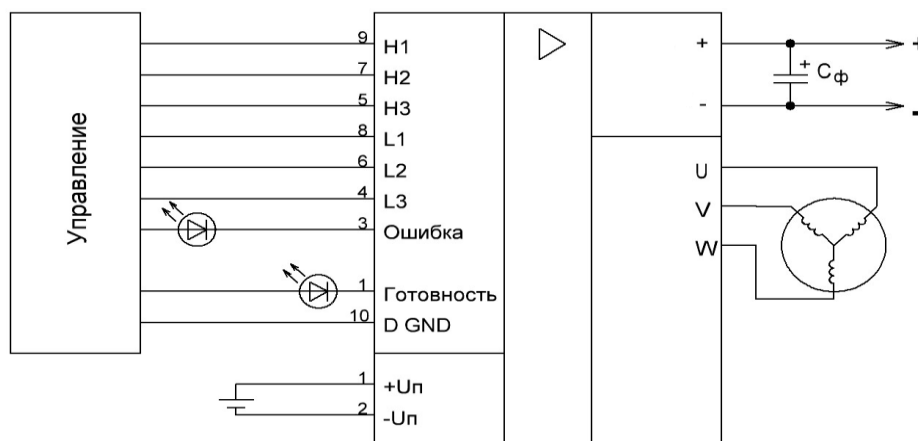 Управление
9 H1
7 H2
5 H3
8 L1
6 L2
4 L3
3 Ошибка
1 Готовность
10 D GND
1 +Uп
2 -Uп
+
-
U
V
W
+ Cф
+
-